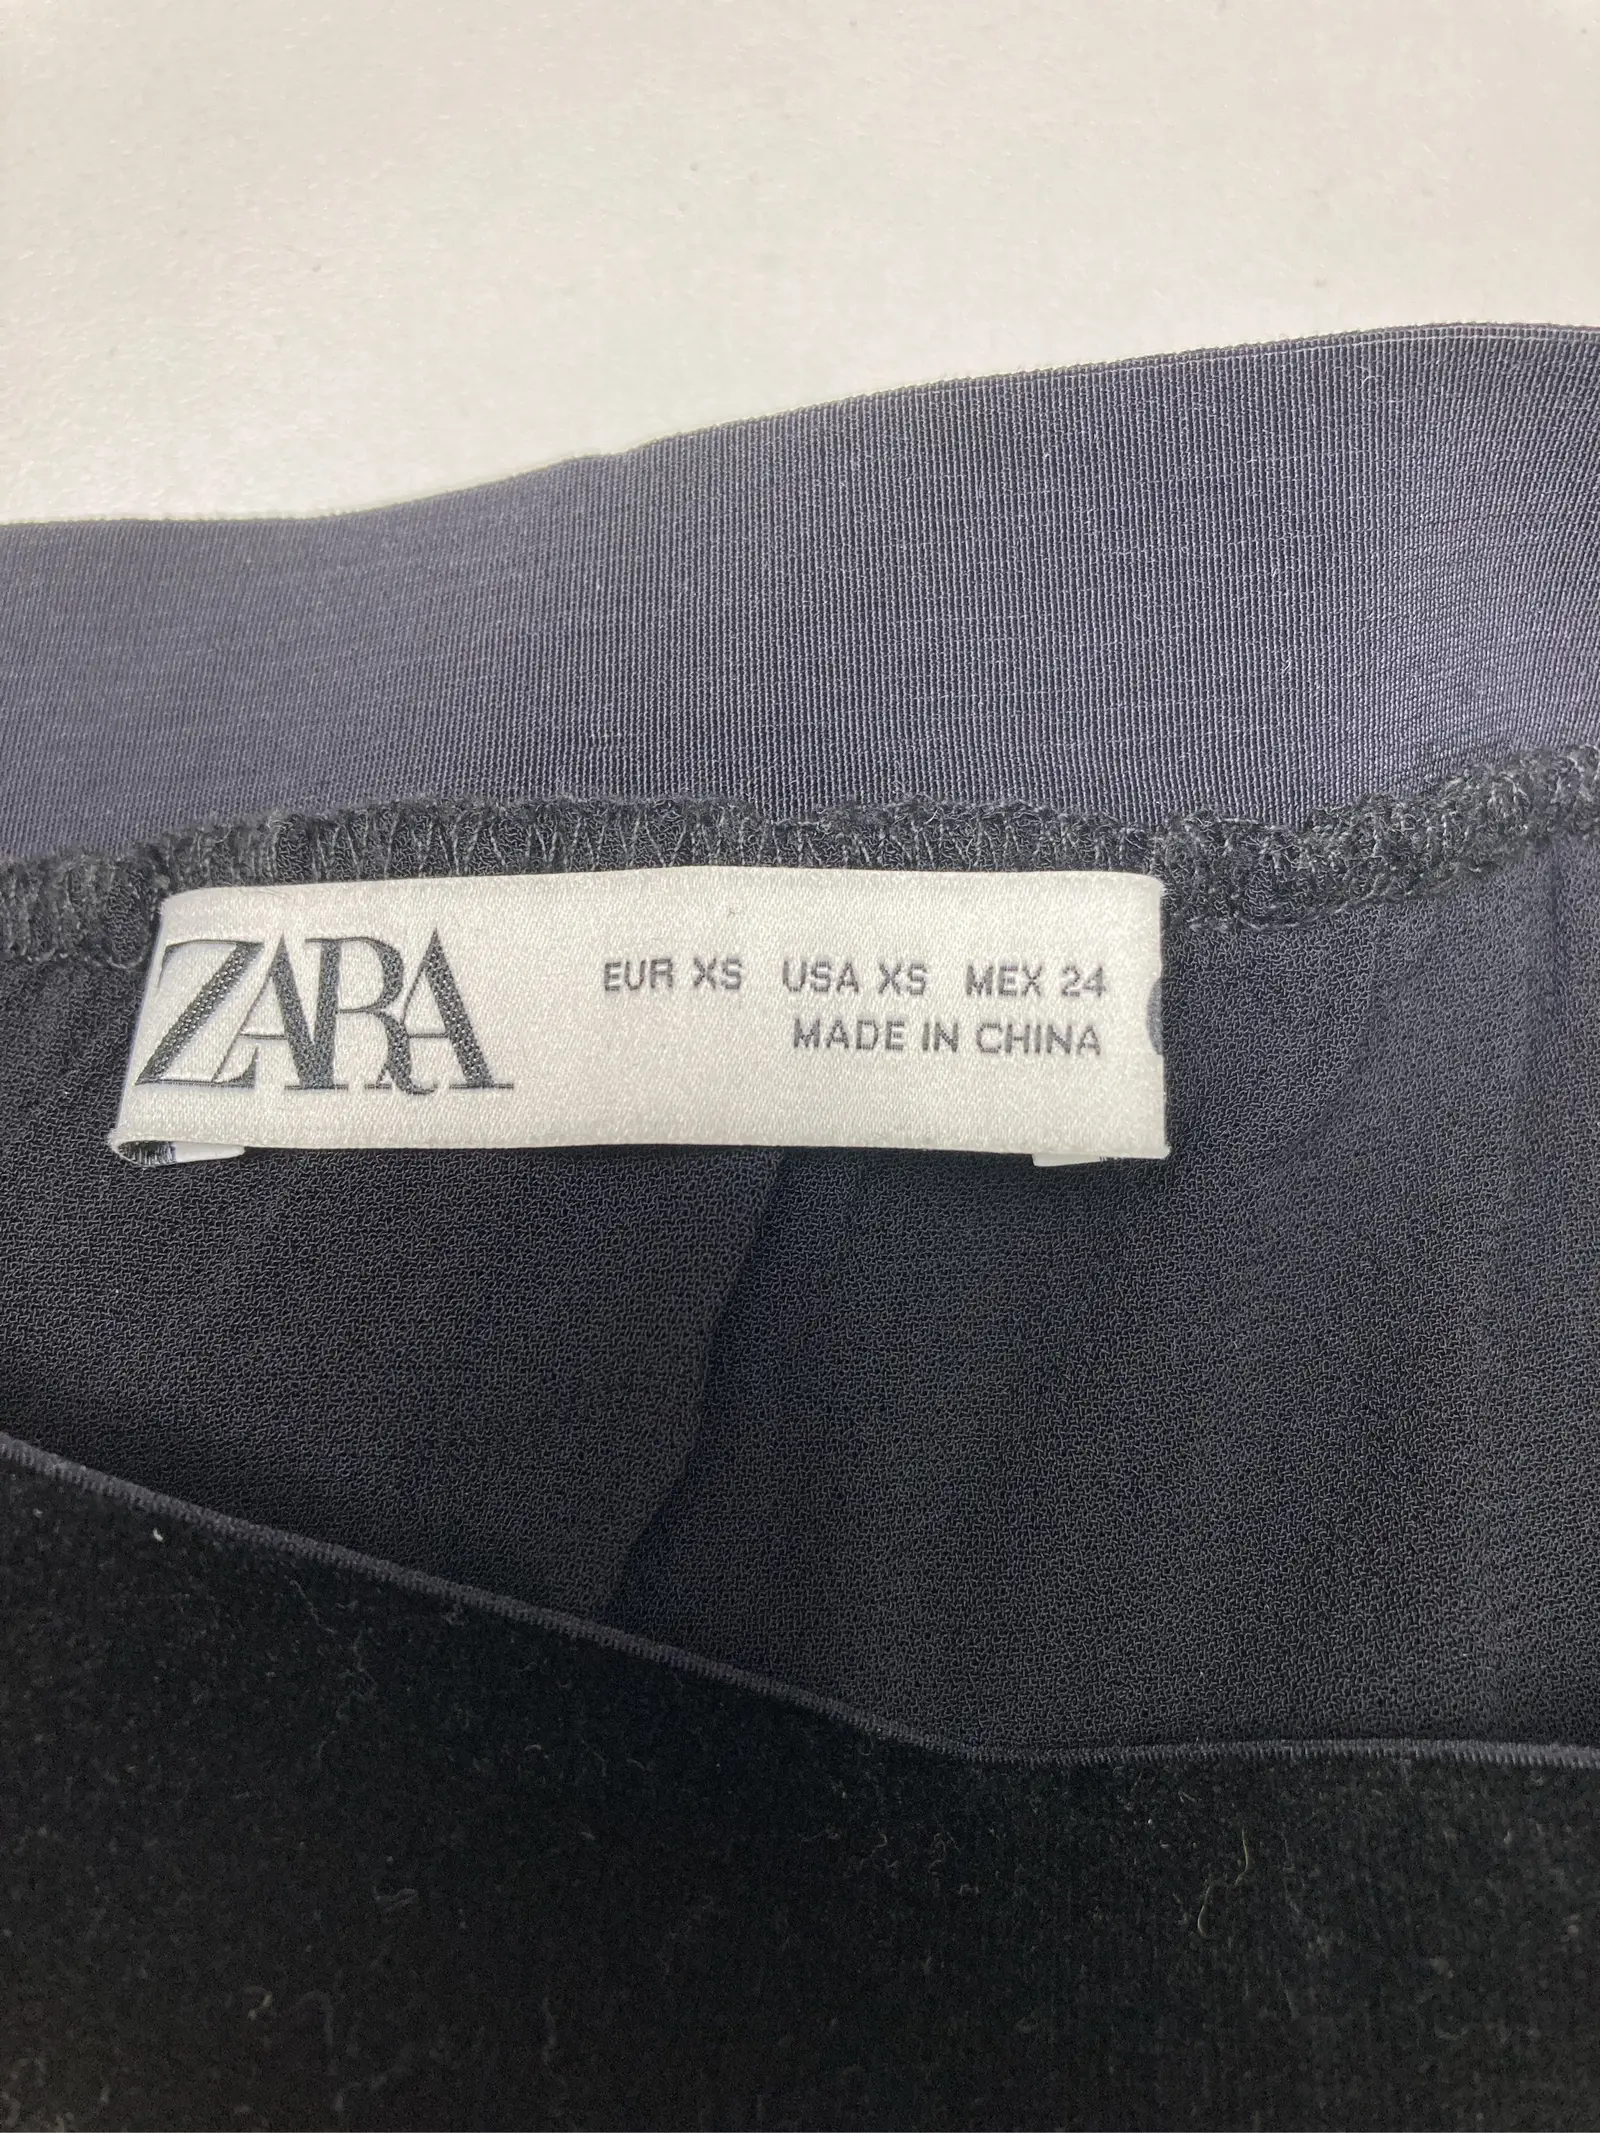 ZARA
EUR XS USA XS MEX 24
MADE IN CHINA